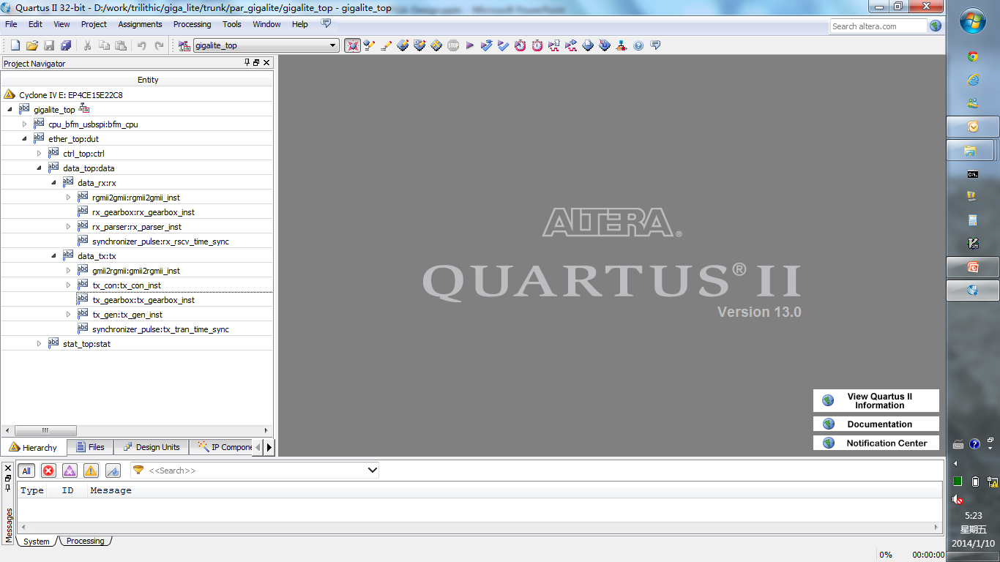 Quartus II 32-bit - D:/work/trilithic/giga_lite/trunk/par_gigalite/gigalite_top - gigalite_top
File Edit View Project Assignments Processing Tools Window Help
Search altera.com
gigalite_top
STOP
Project Navigator
Entity
Cyclone IV E: EP4CE15E22C8
gigalite_top
cpu_bfm_usbspi:bfm_cpu
ether_top:dut
ctrl_top:ctrl
data_top:data
data_rx:rx
rgmii2gmii:rgmii2gmii_inst
rx_gearbox:rx_gearbox_inst
rx_parser:rx_parser_inst
synchronizer_pulse:rx_rscv_time_sync
data_tx:tx
gmii2rgmii:gmii2rgmii_inst
tx_con:tx_con_inst
tx_gearbox:tx_gearbox_inst
tx_gen:tx_gen_inst
synchronizer_pulse:tx_tran_time_sync
stat_top:stat
Hierarchy Files Design Units IP Compone
ALTERA®
QUARTUS® II
Version 13.0
View Quartus II
Information
Documentation
Notification Center
All
<<Search>>
Type ID Message
Messages
System Processing
0% 00:00:00
5:23
星期五
2014/1/10